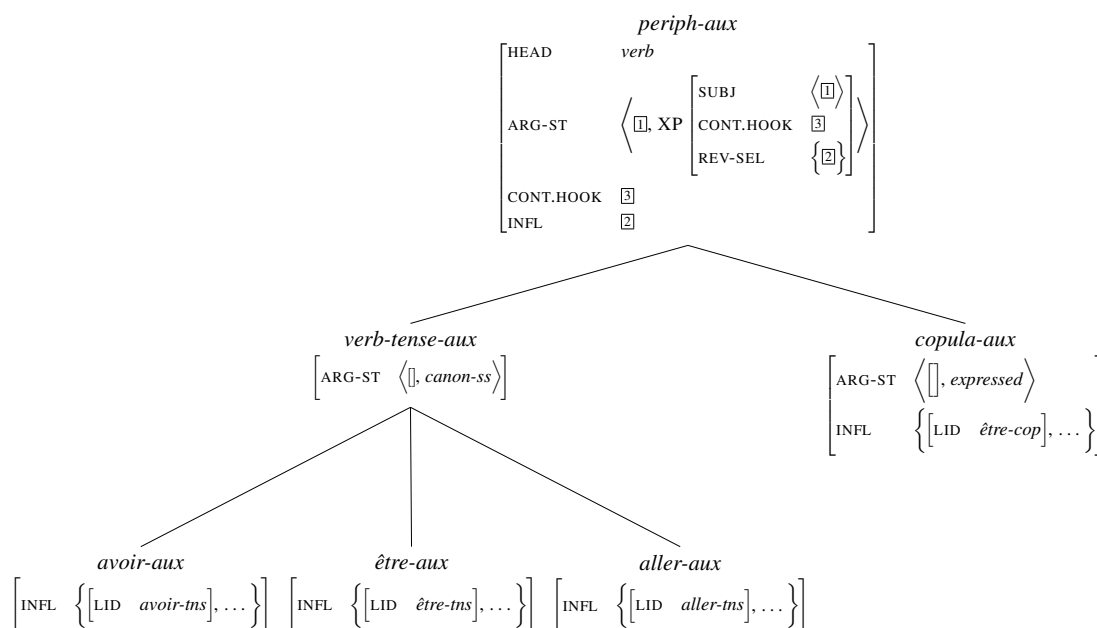 periph-aux
HEAD verb
SUBJ ⟨[1]⟩
ARG-ST ⟨[1], XP CONT.HOOK [3]⟩
REV-SEL {[2]}
CONT.HOOK [3]
INFL [2]
verb-tense-aux
[ARG-ST ⟨[], canon-ss⟩]
copula-aux
ARG-ST ⟨[], expressed⟩
INFL {[LID être-cop], ...}
avoir-aux
[INFL {[LID avoir-tns], ...}]
être-aux
[INFL {[LID être-tns], ...}]
aller-aux
[INFL {[LID aller-tns], ...}]